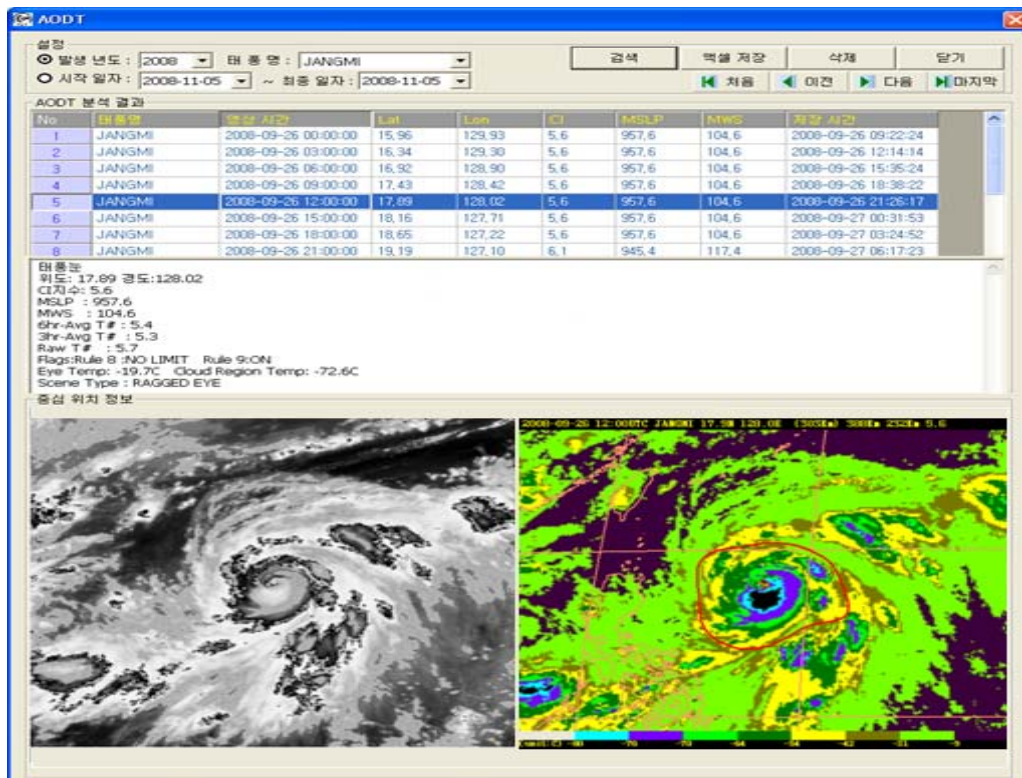 AODT
설정
발생 년도 : 2008 태 풍 명 : JANGMI 검색 엑셀 저장 삭제 닫기
시작 일자 : 2008-11-05 ~ 최종 일자 : 2008-11-05 처음 이전 다음 마지막
AODT 분석 결과
No 태풍명 영상 시간 Lat Lon CI MSLP MWS 저장 시간
1 JANGMI 2008-09-26 00:00:00 15,96 129,93 5,6 957,6 104,6 2008-09-26 09:22:24
2 JANGMI 2008-09-26 03:00:00 16,34 129,30 5,6 957,6 104,6 2008-09-26 12:14:14
3 JANGMI 2008-09-26 06:00:00 16,92 128,90 5,6 957,6 104,6 2008-09-26 15:35:24
4 JANGMI 2008-09-26 09:00:00 17,43 128,42 5,6 957,6 104,6 2008-09-26 18:38:22
5 JANGMI 2008-09-26 12:00:00 17,89 128,02 5,6 957,6 104,6 2008-09-26 21:26:17
6 JANGMI 2008-09-26 15:00:00 18,16 127,71 5,6 957,6 104,6 2008-09-27 00:31:53
7 JANGMI 2008-09-26 18:00:00 18,65 127,22 5,6 957,6 104,6 2008-09-27 03:24:52
8 JANGMI 2008-09-26 21:00:00 19,19 127,10 6,1 945,4 117,4 2008-09-27 06:17:23
태풍눈
위도: 17.89 경도:128.02
CI지수: 5.6
MSLP : 957.6
MWS : 104.6
6hr-Avg T# : 5.4
3hr-Avg T# : 5.3
Raw T# : 5.7
Flags:Rule 8 :NO LIMIT Rule 9:ON
Eye Temp: -19.7C Cloud Region Temp: -72.6C
Scene Type : RAGGED EYE
중심 위치 정보
2008-09-26 12:00UTC JANGMI 17.9N 128.0E (305Km) 388Km 232Km 5.6
-80 -76 -70 -64 -54 -42 -31 -9